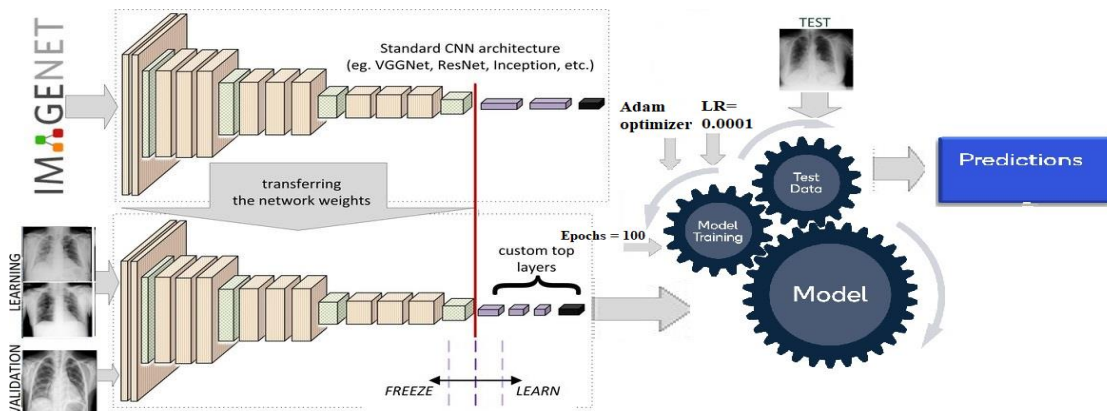 IMAGENET
Standard CNN architecture
(eg. VGGNet, ResNet, Inception, etc.)
transferring
the network weights
LEARNING
VALIDATION
custom top
layers
FREEZE
LEARN
TEST
Adam
optimizer
LR=
0.0001
Epochs = 100
Test
Data
Model
Training
Model
Predictions